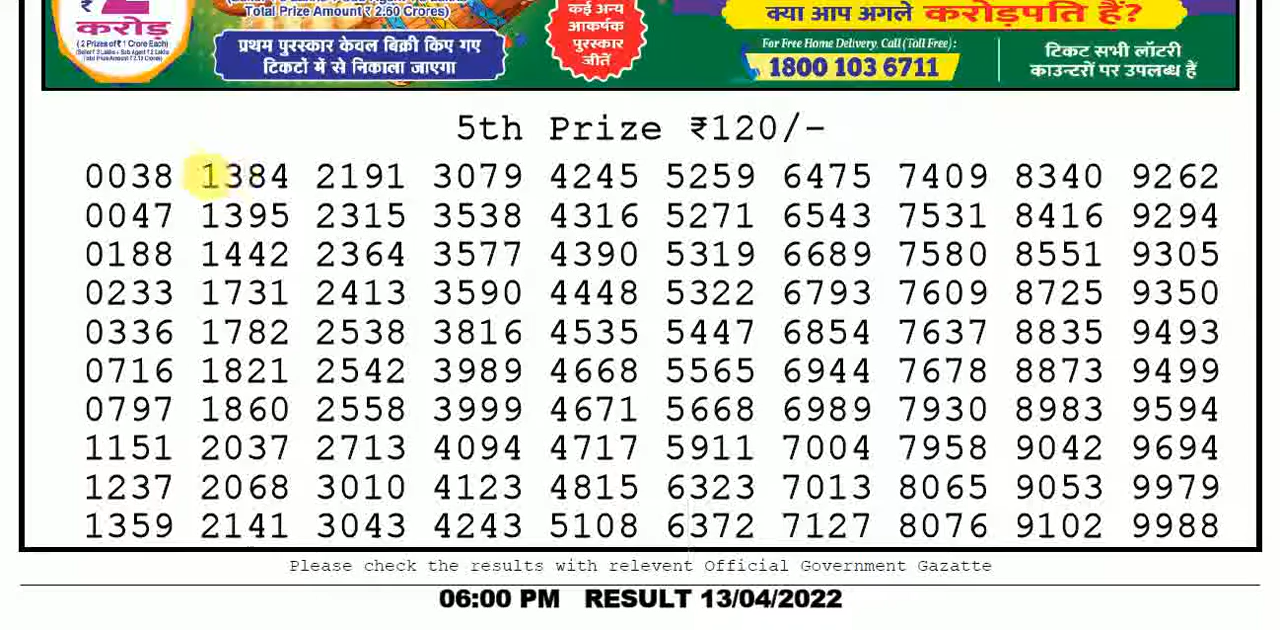 ₹ 2
करोड़
(2 Prizes of ₹ 1 Crore Each)
Total Prize Amount ₹ 2.60 Crores)
प्रथम पुरस्कार केवल बिक्री किए गए
टिकटों में से निकाला जाएगा
कई अन्य
आकर्षक
पुरस्कार
जीतें
क्या आप अगले करोड़पति हैं?
For Free Home Delivery, Call (Toll Free):
1800 103 6711
टिकट सभी लॉटरी
काउन्टरों पर उपलब्ध हैं
5th Prize ₹120/-
0038 1384 2191 3079 4245 5259 6475 7409 8340 9262
0047 1395 2315 3538 4316 5271 6543 7531 8416 9294
0188 1442 2364 3577 4390 5319 6689 7580 8551 9305
0233 1731 2413 3590 4448 5322 6793 7609 8725 9350
0336 1782 2538 3816 4535 5447 6854 7637 8835 9493
0716 1821 2542 3989 4668 5565 6944 7678 8873 9499
0797 1860 2558 3999 4671 5668 6989 7930 8983 9594
1151 2037 2713 4094 4717 5911 7004 7958 9042 9694
1237 2068 3010 4123 4815 6323 7013 8065 9053 9979
1359 2141 3043 4243 5108 6372 7127 8076 9102 9988
Please check the results with relevent Official Government Gazatte
06:00 PM RESULT 13/04/2022